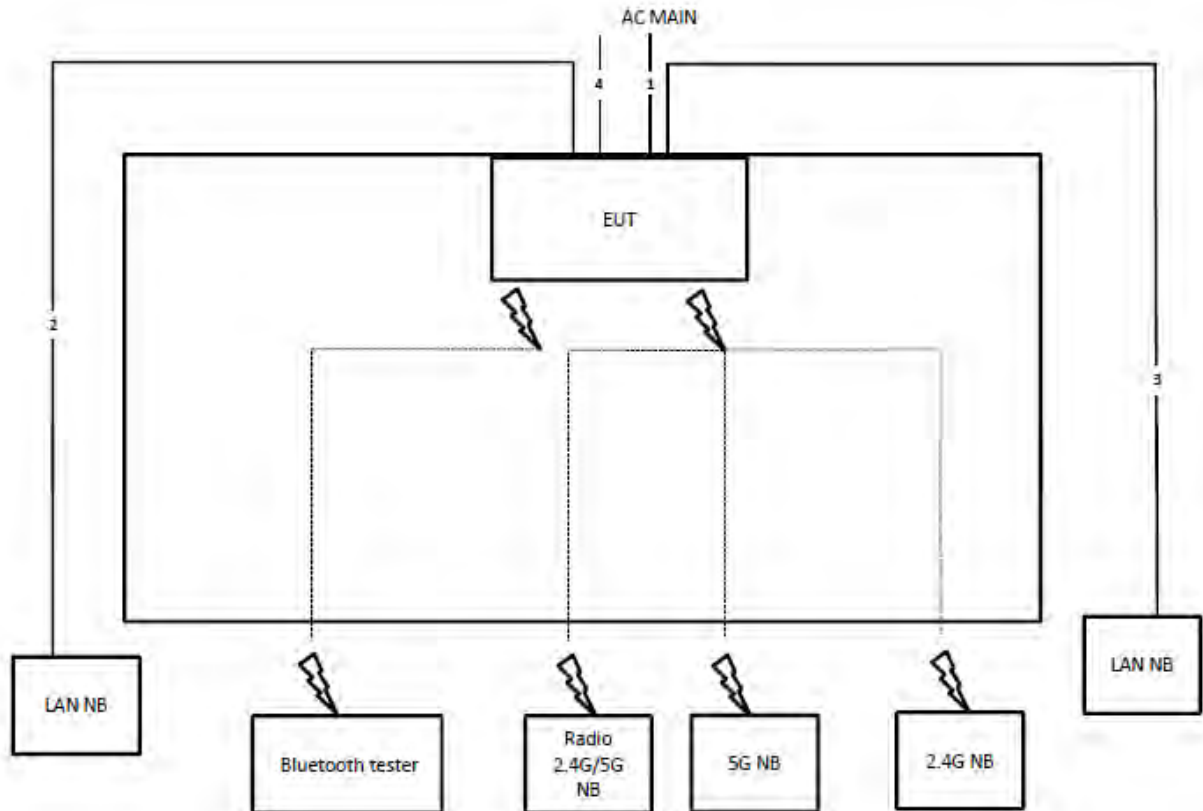 AC MAIN
4
1
EUT
2
3
LAN NB
LAN NB
Bluetooth tester
Radio
2.4G/5G
NB
5G NB
2.4G NB